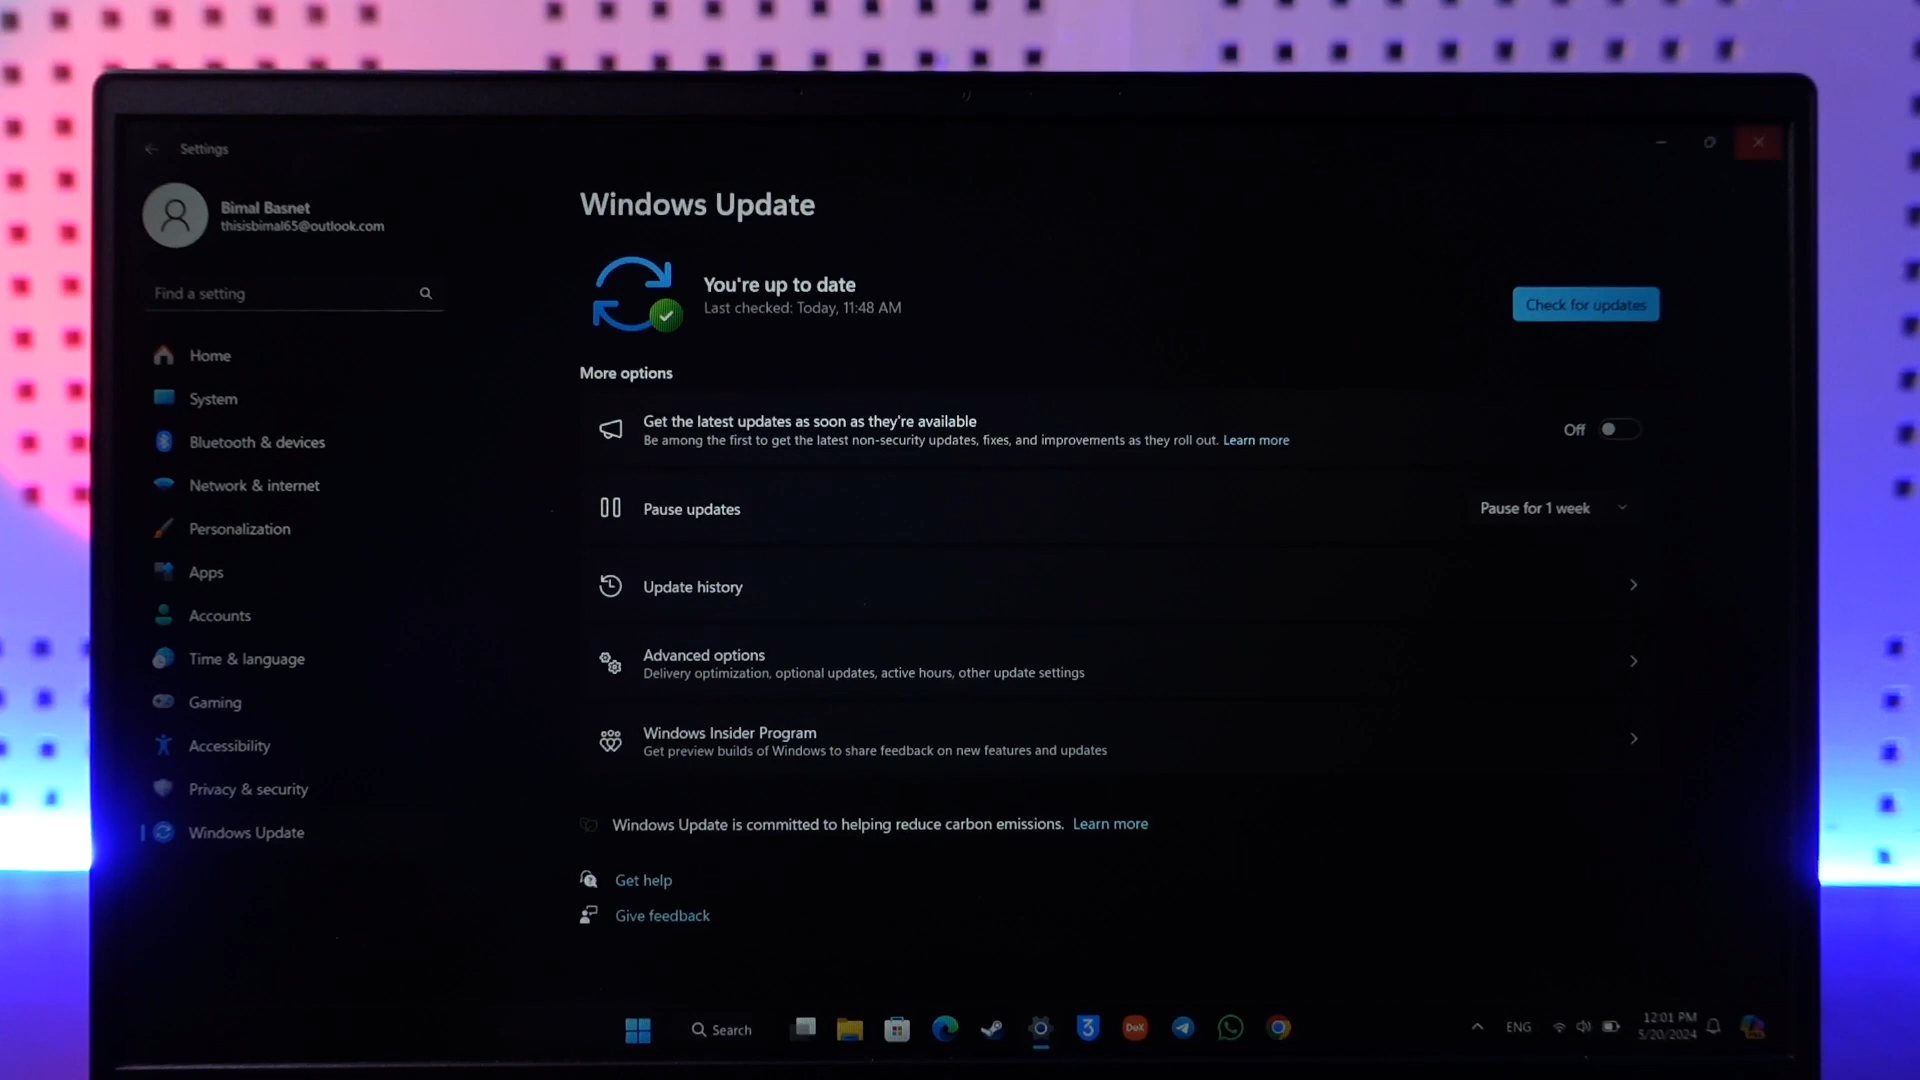 Settings
Bimal Basnet
thisisbimal65@outlook.com
Find a setting
Home
System
Bluetooth & devices
Network & internet
Personalization
Apps
Accounts
Time & language
Gaming
Accessibility
Privacy & security
Windows Update
Windows Update
You're up to date
Last checked: Today, 11:48 AM
Check for updates
More options
Get the latest updates as soon as they're available
Be among the first to get the latest non-security updates, fixes, and improvements as they roll out. Learn more
Off
Pause updates
Pause for 1 week
Update history
Advanced options
Delivery optimization, optional updates, active hours, other update settings
Windows Insider Program
Get preview builds of Windows to share feedback on new features and updates
Windows Update is committed to helping reduce carbon emissions. Learn more
Get help
Give feedback
Search
3
DeX
ENG
12:01 PM
5/20/2024